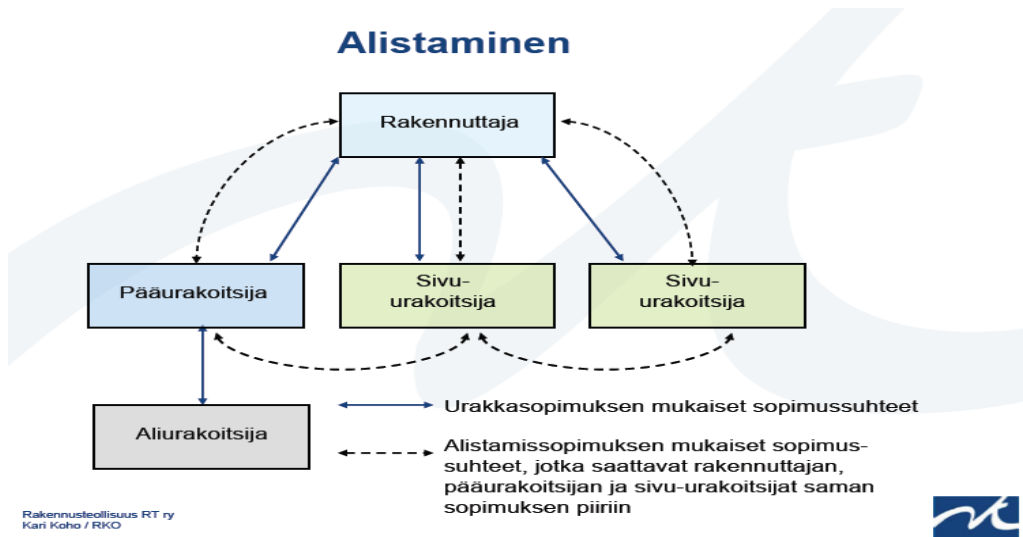 Alistaminen
Rakennuttaja
Pääurakoitsija
Sivu-
urakoitsija
Sivu-
urakoitsija
Aliurakoitsija
Urakkasopimuksen mukaiset sopimussuhteet
Alistamissopimuksen mukaiset sopimus-
suhteet, jotka saattavat rakennuttajan,
pääurakoitsijan ja sivu-urakoitsijat saman
sopimuksen piiriin
Rakennusteollisuus RT ry
Kari Koho / RKO